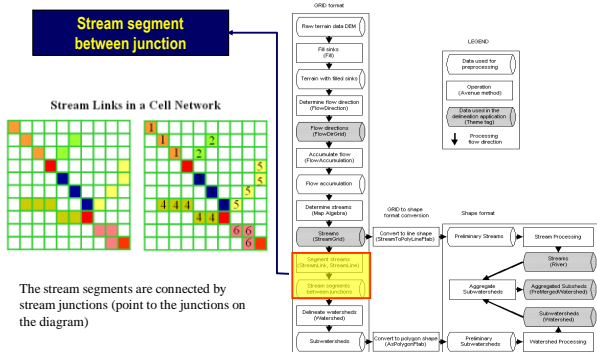 Stream segment
between junction
Stream Links in a Cell Network
1
1
1
2
2
2
5
5
5
4
4
4
4
4
6
6
6
The stream segments are connected by
stream junctions (point to the junctions on
the diagram)
GRID format
Raw terrain data DEM
Fill sinks
(Fill)
Terrain with filled sinks
Determine flow direction
(FlowDirection)
Flow directions
(FlowDirGrid)
Accumulate flow
(FlowAccumulation)
Flow accumulation
Determine streams
(Map Algebra)
Streams
(StreamGrid)
Segment streams
(StreamLink, StreamLine)
Stream segments
between junctions
Delineate watersheds
(Watershed)
Subwatersheds
GRID to shape
format conversion
Convert to line shape
(StreamToPolyLineFtab)
Convert to polygon shape
(AsPolygonFtab)
Shape format
Preliminary Streams
Stream Processing
Streams
(River)
Aggregate
Subwatersheds
Aggregated Subwatersheds
(PreMergedWatershed)
Subwatersheds
(Watershed)
Preliminary
Subwatersheds
Watershed Processing
LEGEND
Data used for
preprocessing
Operation
(Avenue method)
Data used in the
delineation application
(Theme tag)
Processing
flow direction